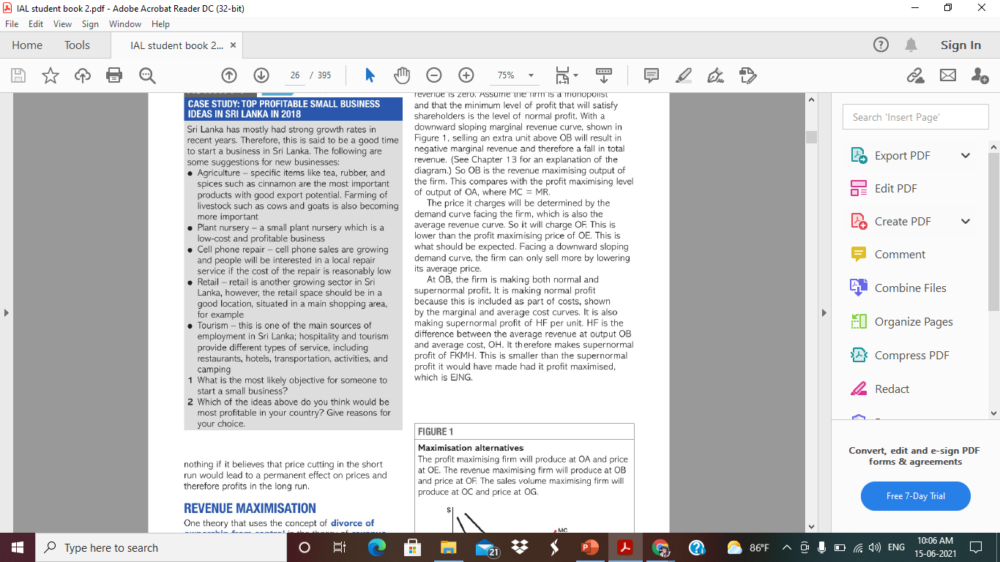 IAL student book 2.pdf - Adobe Acrobat Reader DC (32-bit)
File Edit View Sign Window Help
Home Tools IAL student book 2... × Sign In
26 / 395 75%
CASE STUDY: TOP PROFITABLE SMALL BUSINESS
IDEAS IN SRI LANKA IN 2018
Sri Lanka has mostly had strong growth rates in
recent years. Therefore, this is said to be a good time
to start a business in Sri Lanka. The following are
some suggestions for new businesses:
● Agriculture – specific items like tea, rubber, and
spices such as cinnamon are the most important
products with good export potential. Farming of
livestock such as cows and goats is also becoming
more important
● Plant nursery – a small plant nursery which is a
low-cost and profitable business
● Cell phone repair – cell phone sales are growing
and people will be interested in a local repair
service if the cost of the repair is reasonably low
● Retail – retail is another growing sector in Sri
Lanka, however, the retail space should be in a
good location, situated in a main shopping area,
for example
● Tourism – this is one of the main sources of
employment in Sri Lanka; hospitality and tourism
provide different types of service, including
restaurants, hotels, transportation, activities, and
camping
1 What is the most likely objective for someone to
start a small business?
2 Which of the ideas above do you think would be
most profitable in your country? Give reasons for
your choice.
nothing if it believes that price cutting in the short
run would lead to a permanent effect on prices and
therefore profits in the long run.
REVENUE MAXIMISATION
One theory that uses the concept of divorce of
revenue is zero. Assume the firm is a monopolist
and that the minimum level of profit that will satisfy
shareholders is the level of normal profit. With a
downward sloping marginal revenue curve, shown in
Figure 1, selling an extra unit above OB will result in
negative marginal revenue and therefore a fall in total
revenue. (See Chapter 13 for an explanation of the
diagram.) So OB is the revenue maximising output of
the firm. This compares with the profit maximising level
of output of OA, where MC = MR.
The price it charges will be determined by the
demand curve facing the firm, which is also the
average revenue curve. So it will charge OF. This is
lower than the profit maximising price of OE. This is
what should be expected. Facing a downward sloping
demand curve, the firm can only sell more by lowering
its average price.
At OB, the firm is making both normal and
supernormal profit. It is making normal profit
because this is included as part of costs, shown
by the marginal and average cost curves. It is also
making supernormal profit of HF per unit. HF is the
difference between the average revenue at output OB
and average cost, OH. It therefore makes supernormal
profit of FKMH. This is smaller than the supernormal
profit it would have made had it profit maximised,
which is EJNG.
FIGURE 1
Maximisation alternatives
The profit maximising firm will produce at OA and price
at OE. The revenue maximising firm will produce at OB
and price at OF. The sales volume maximising firm will
produce at OC and price at OG.
$
MC
Search 'Insert Page'
Export PDF
Edit PDF
Create PDF
Comment
Combine Files
Organize Pages
Compress PDF
Redact
Convert, edit and e-sign PDF
forms & agreements
Free 7-Day Trial
Type here to search
21
86°F
ENG
10:06 AM
15-06-2021